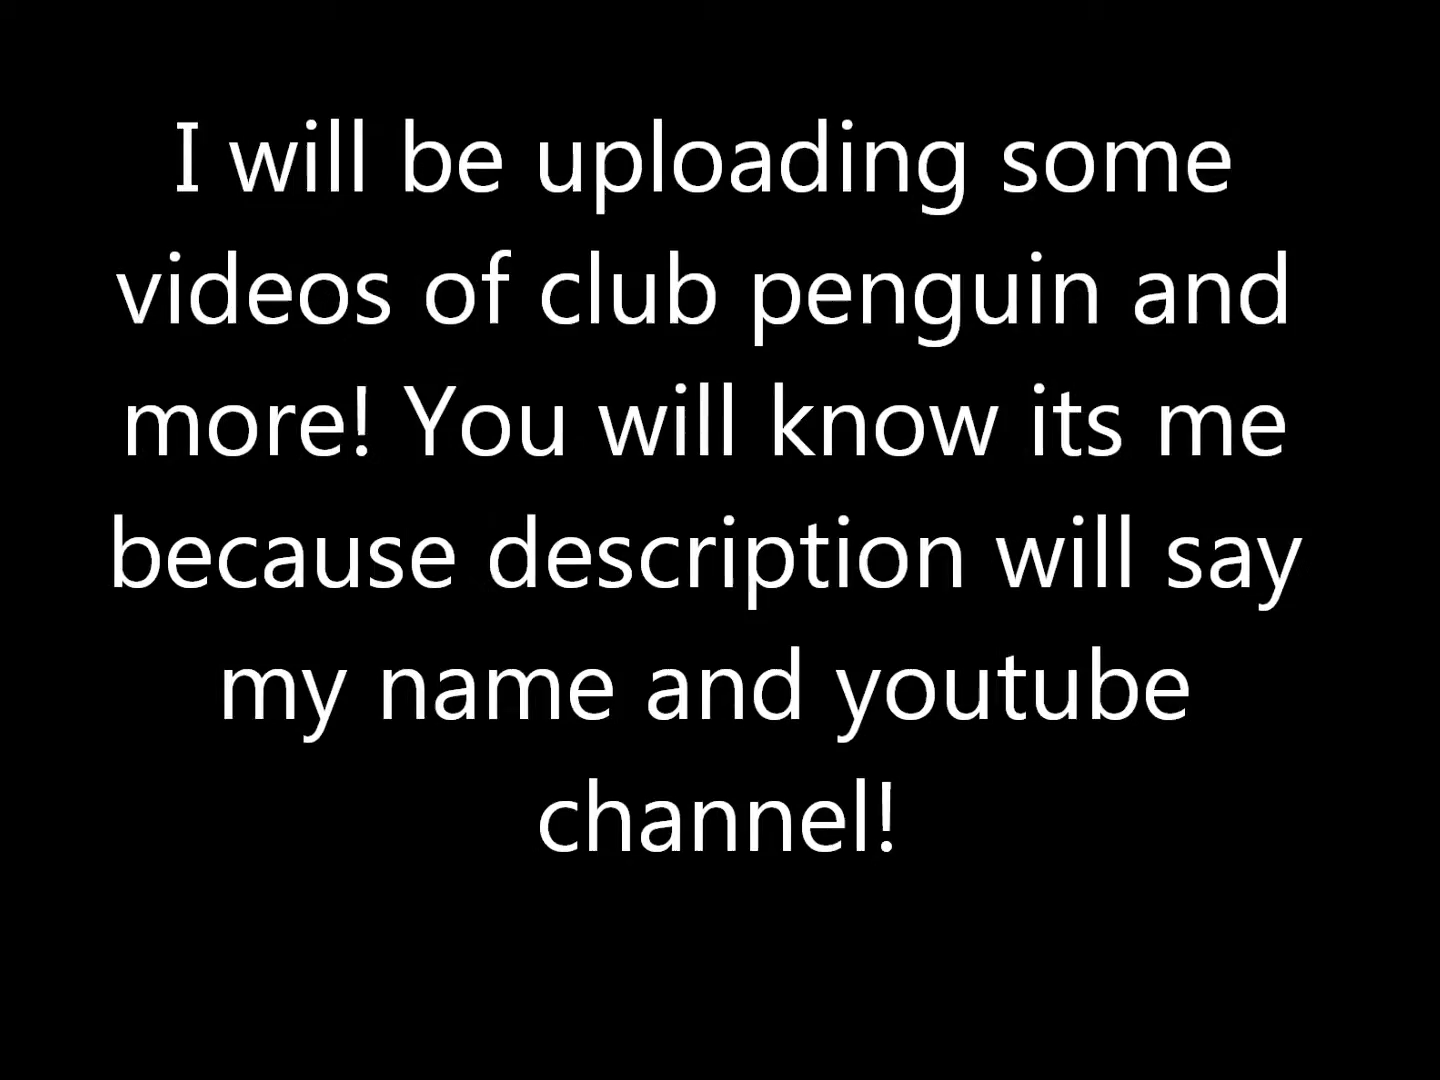 I will be uploading some
videos of club penguin and
more! You will know its me
because description will say
my name and youtube
channel!